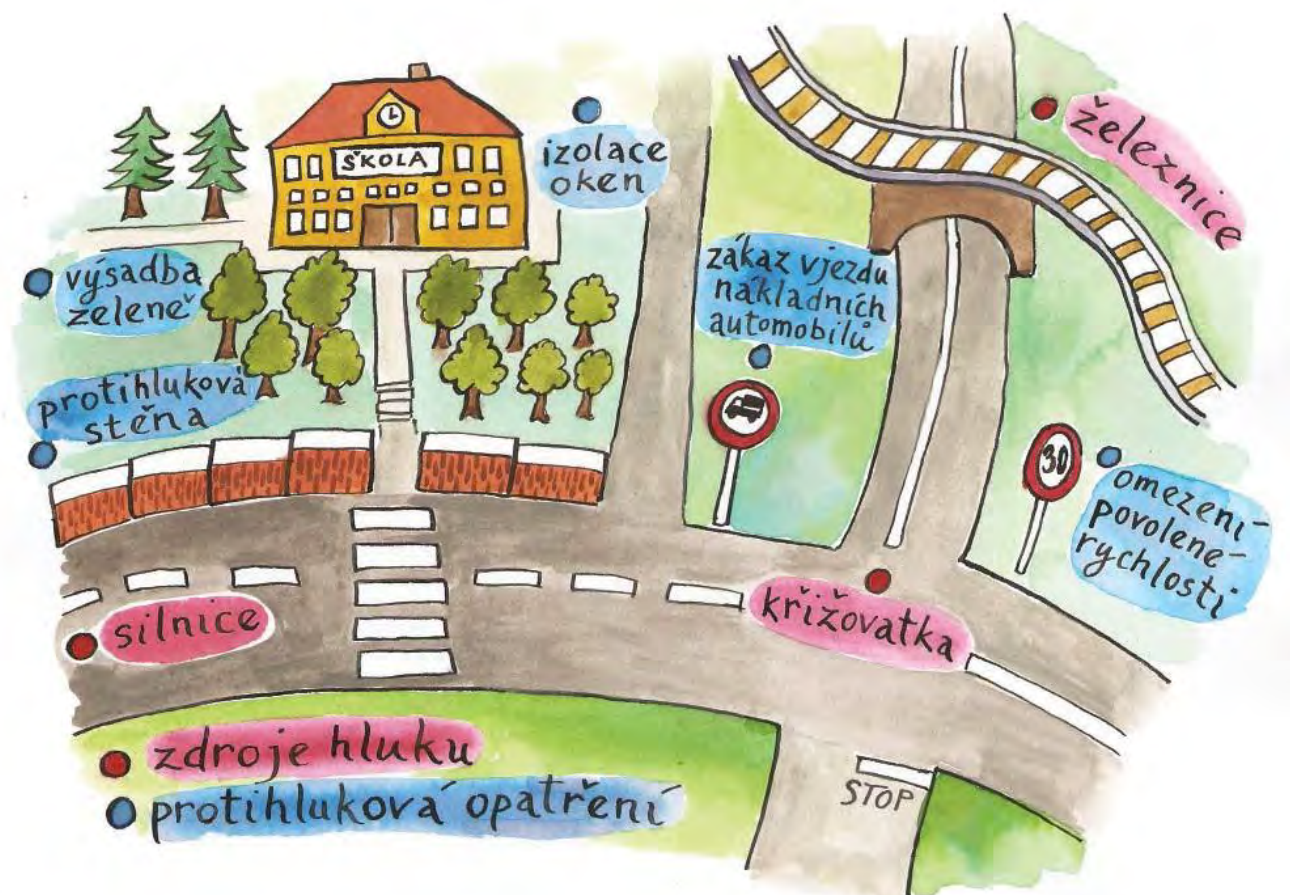 ŠKOLA
izolace
oken
železnice
výsadba
zeleně
zákaz vjezdu
nákladních
automobilů
protihluková
stěna
30
omezení
povolené
rychlosti
silnice
křižovatka
zdroje hluku
protihluková opatření
STOP